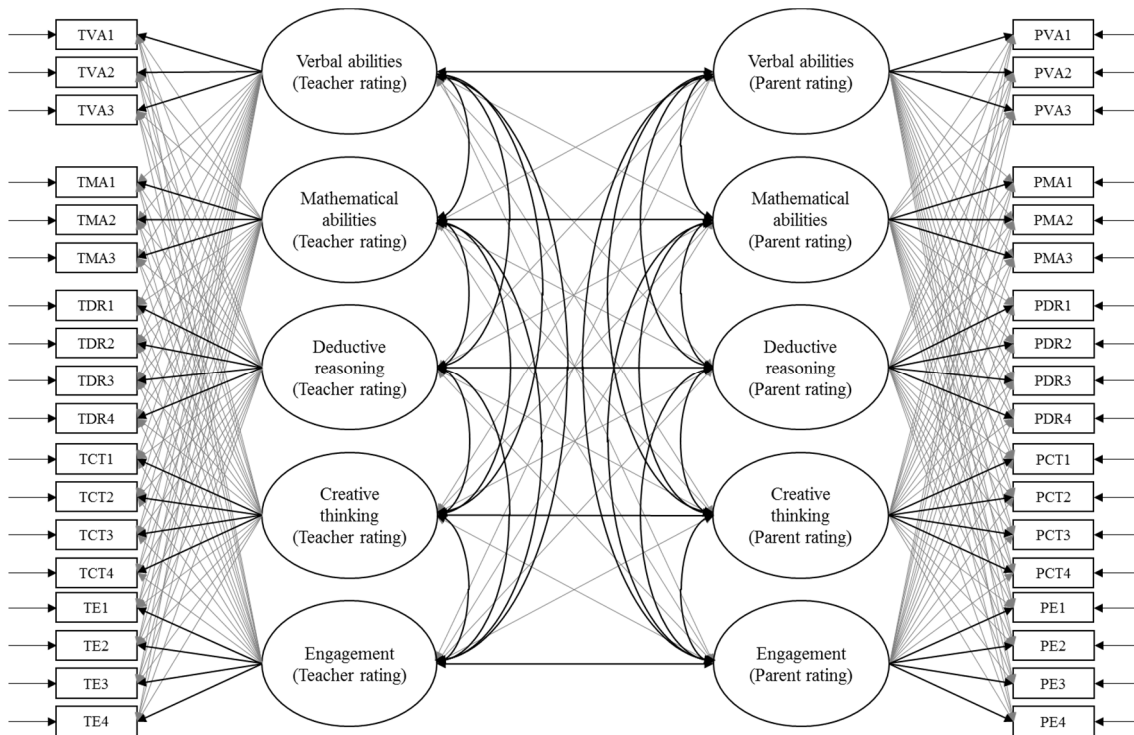 TVA1
TVA2
TVA3
TMA1
TMA2
TMA3
TDR1
TDR2
TDR3
TDR4
TCT1
TCT2
TCT3
TCT4
TE1
TE2
TE3
TE4
Verbal abilities
(Teacher rating)
Mathematical
abilities
(Teacher rating)
Deductive
reasoning
(Teacher rating)
Creative
thinking
(Teacher rating)
Engagement
(Teacher rating)
Verbal abilities
(Parent rating)
Mathematical
abilities
(Parent rating)
Deductive
reasoning
(Parent rating)
Creative
thinking
(Parent rating)
Engagement
(Parent rating)
PVA1
PVA2
PVA3
PMA1
PMA2
PMA3
PDR1
PDR2
PDR3
PDR4
PCT1
PCT2
PCT3
PCT4
PE1
PE2
PE3
PE4